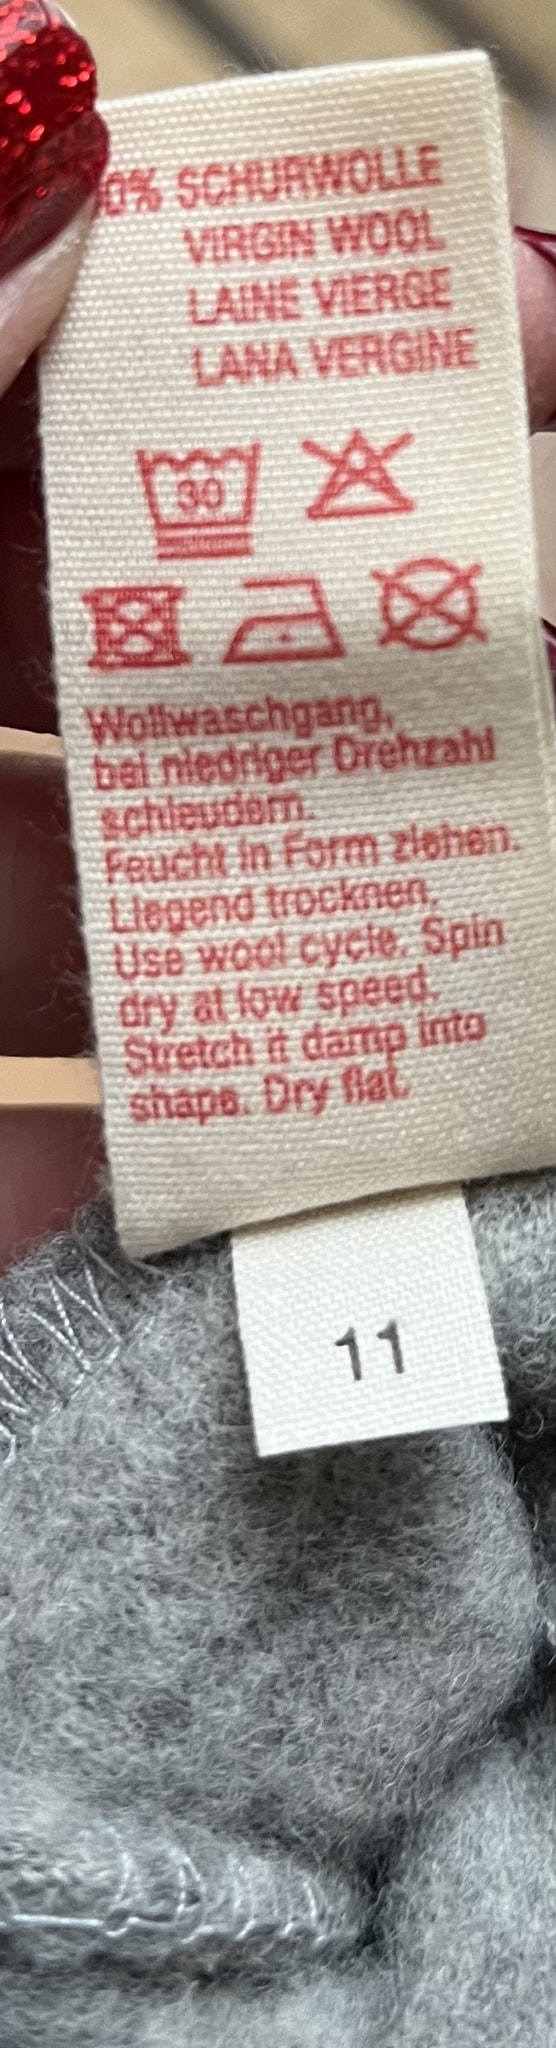 0% SCHURWOLLE
VIRGIN WOOL
LAINE VIERGE
LANA VERGINE
30
Wollwaschgang,
bei niedriger Drehzahl
schleudern.
Feucht in Form ziehen.
Liegend trocknen.
Use wool cycle. Spin
dry at low speed.
Stretch it damp into
shape. Dry flat.
11